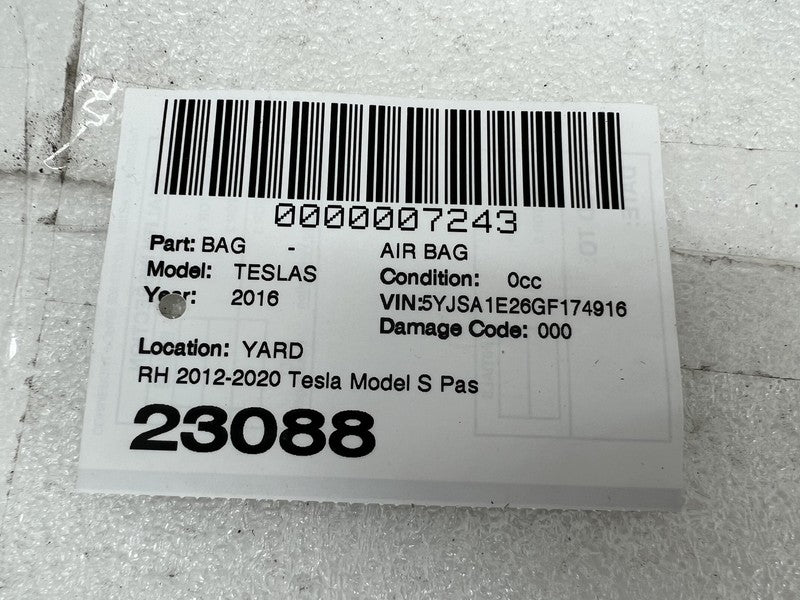 0000007243
Part: BAG - AIR BAG
Model: TESLAS Condition: 0cc
Year: 2016 VIN:5YJSA1E26GF174916
Damage Code: 000
Location: YARD
RH 2012-2020 Tesla Model S Pas
23088